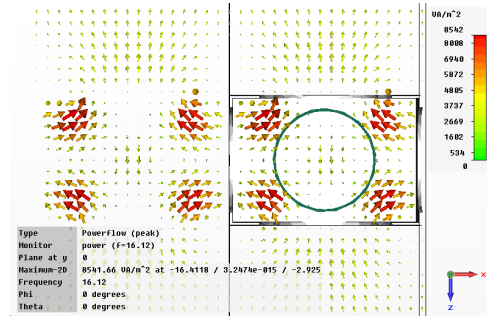 VA/m^2
8542
8008
6940
5872
4805
3737
2669
1602
534
0
Type Powerflow (peak)
Monitor power (f=16.12)
Plane at y 0
Maximum-2D 8541.66 VA/m^2 at -16.4118 / 3.2474e-015 / -2.925
Frequency 16.12
Phi 0 degrees
Theta 0 degrees
x
z